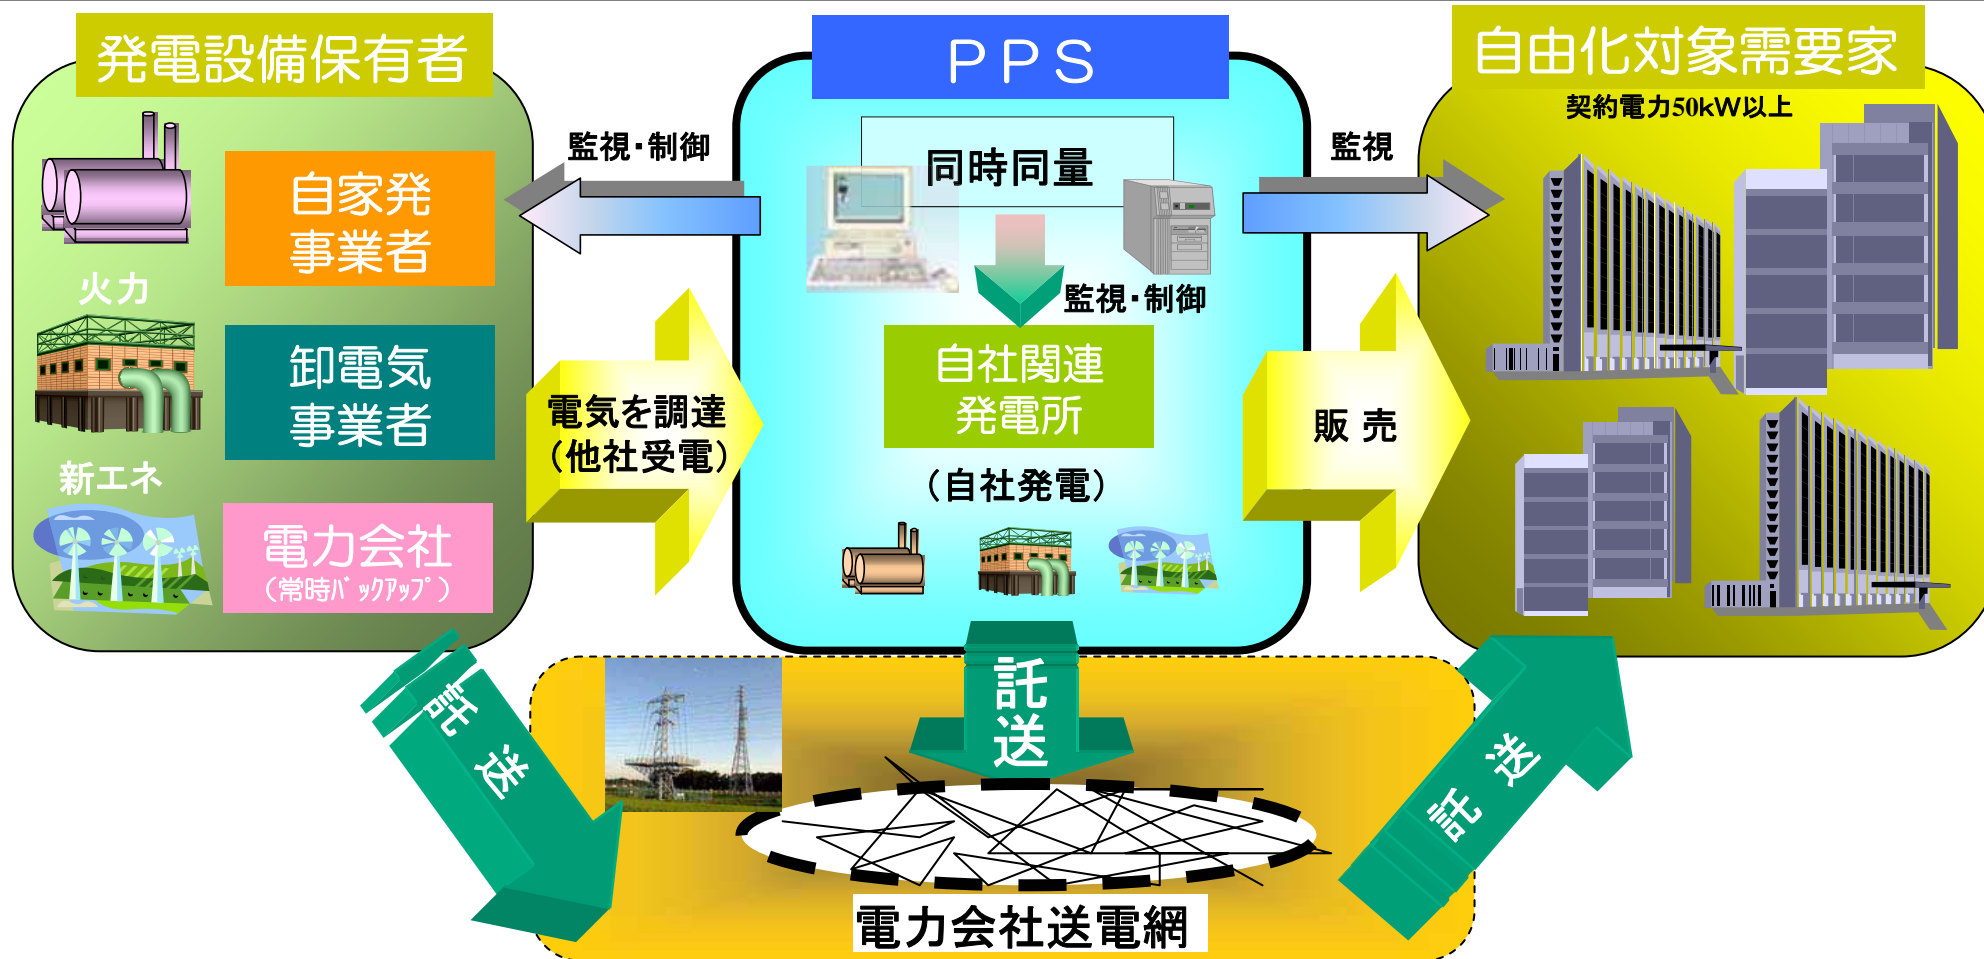 発電設備保有者
火力
新エネ
自家発
事業者
卸電気
事業者
電力会社
(常時ﾊﾞｯｸｱｯﾌﾟ)
監視・制御
電気を調達
(他社受電)
PPS
同時同量
監視・制御
自社関連
発電所
(自社発電)
監視
販売
自由化対象需要家
契約電力50kW以上
託送
託送
託送
電力会社送電網